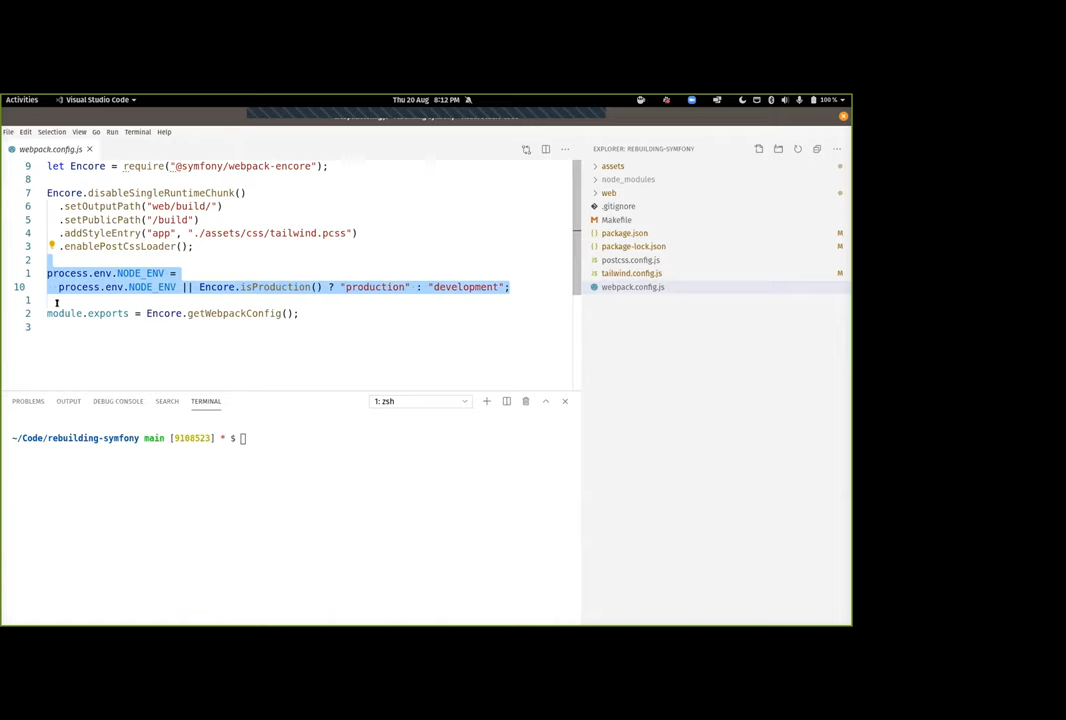 Activities Visual Studio Code Thu 20 Aug 8:12 PM 100 %
File Edit Selection View Go Run Terminal Help
webpack.config.js
EXPLORER: REBUILDING-SYMFONY
9 let Encore = require("@symfony/webpack-encore");
8
7 Encore.disableSingleRuntimeChunk()
6 .setOutputPath("web/build/")
5 .setPublicPath("/build")
4 .addStyleEntry("app", "./assets/css/tailwind.pcss")
3 .enablePostCssLoader();
2
1 process.env.NODE_ENV =
10 process.env.NODE_ENV || Encore.isProduction() ? "production" : "development";
1
2 module.exports = Encore.getWebpackConfig();
3
assets
node_modules
web
.gitignore
Makefile
package.json M
package-lock.json M
postcss.config.js
tailwind.config.js M
webpack.config.js
PROBLEMS OUTPUT DEBUG CONSOLE SEARCH TERMINAL 1: zsh
~/Code/rebuilding-symfony main [9108523] * $